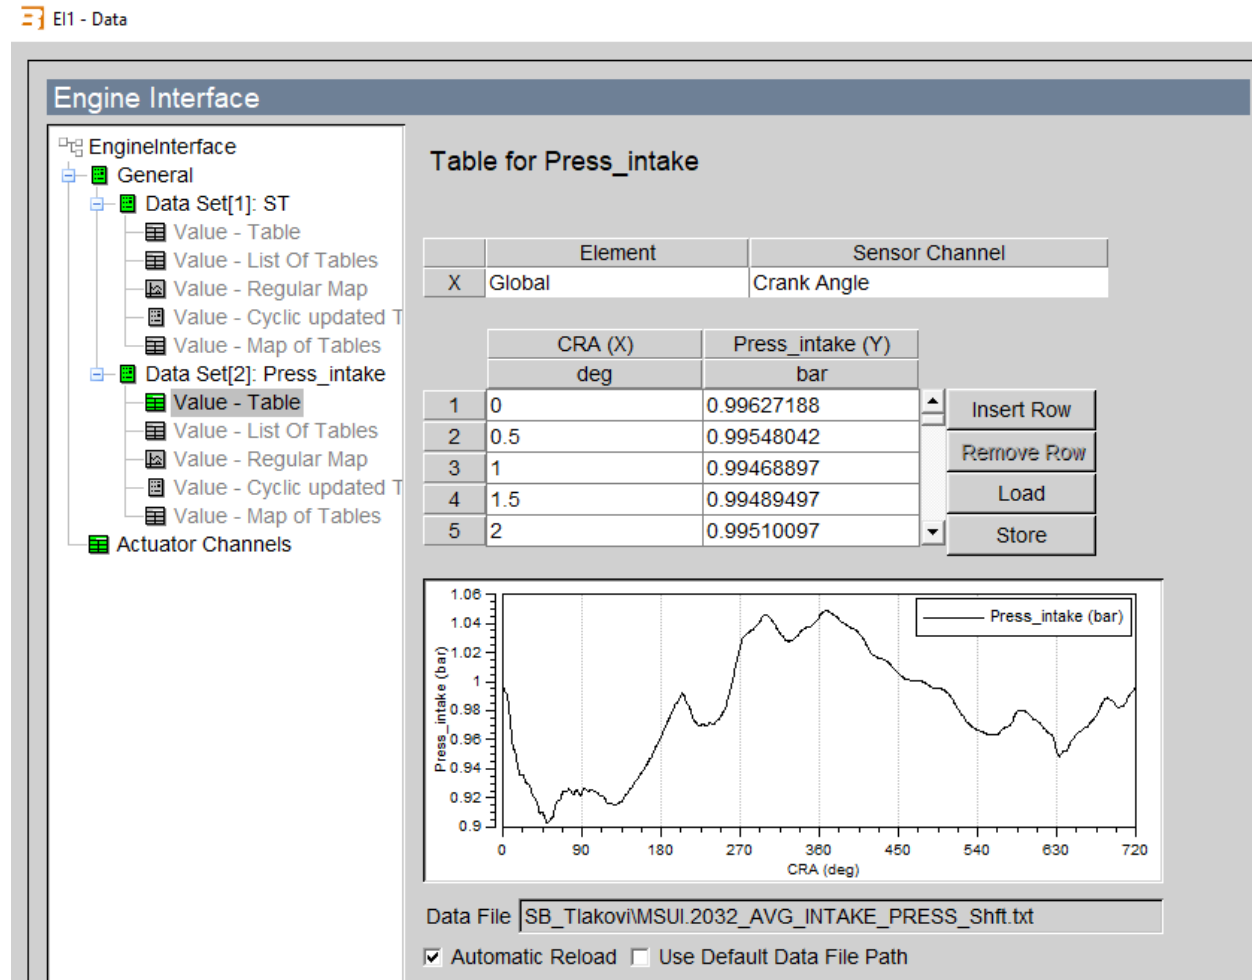 EI1 - Data
Engine Interface
EngineInterface
General
Data Set[1]: ST
Value - Table
Value - List Of Tables
Value - Regular Map
Value - Cyclic updated T
Value - Map of Tables
Data Set[2]: Press_intake
Value - Table
Value - List Of Tables
Value - Regular Map
Value - Cyclic updated T
Value - Map of Tables
Actuator Channels
Table for Press_intake
Element Sensor Channel
X Global Crank Angle
CRA (X) Press_intake (Y)
deg bar
1 0 0.99627188
2 0.5 0.99548042
3 1 0.99468897
4 1.5 0.99489497
5 2 0.99510097
Insert Row
Remove Row
Load
Store
Press_intake (bar)
1.06
1.04
1.02
1
0.98
0.96
0.94
0.92
0.9
Press_intake (bar)
0 90 180 270 360 450 540 630 720
CRA (deg)
Data File SB_Tlakovi\MSUI.2032_AVG_INTAKE_PRESS_Shft.txt
Automatic Reload Use Default Data File Path